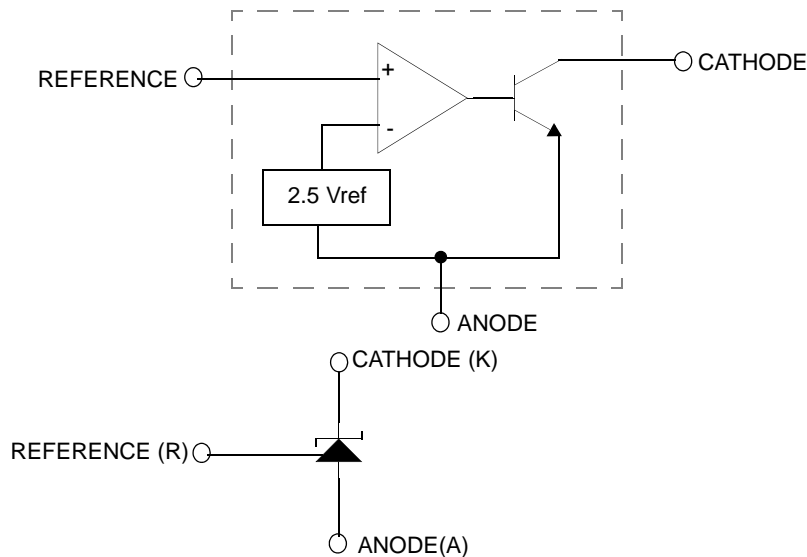 REFERENCE
+
-
CATHODE
2.5 Vref
ANODE
CATHODE (K)
REFERENCE (R)
ANODE(A)